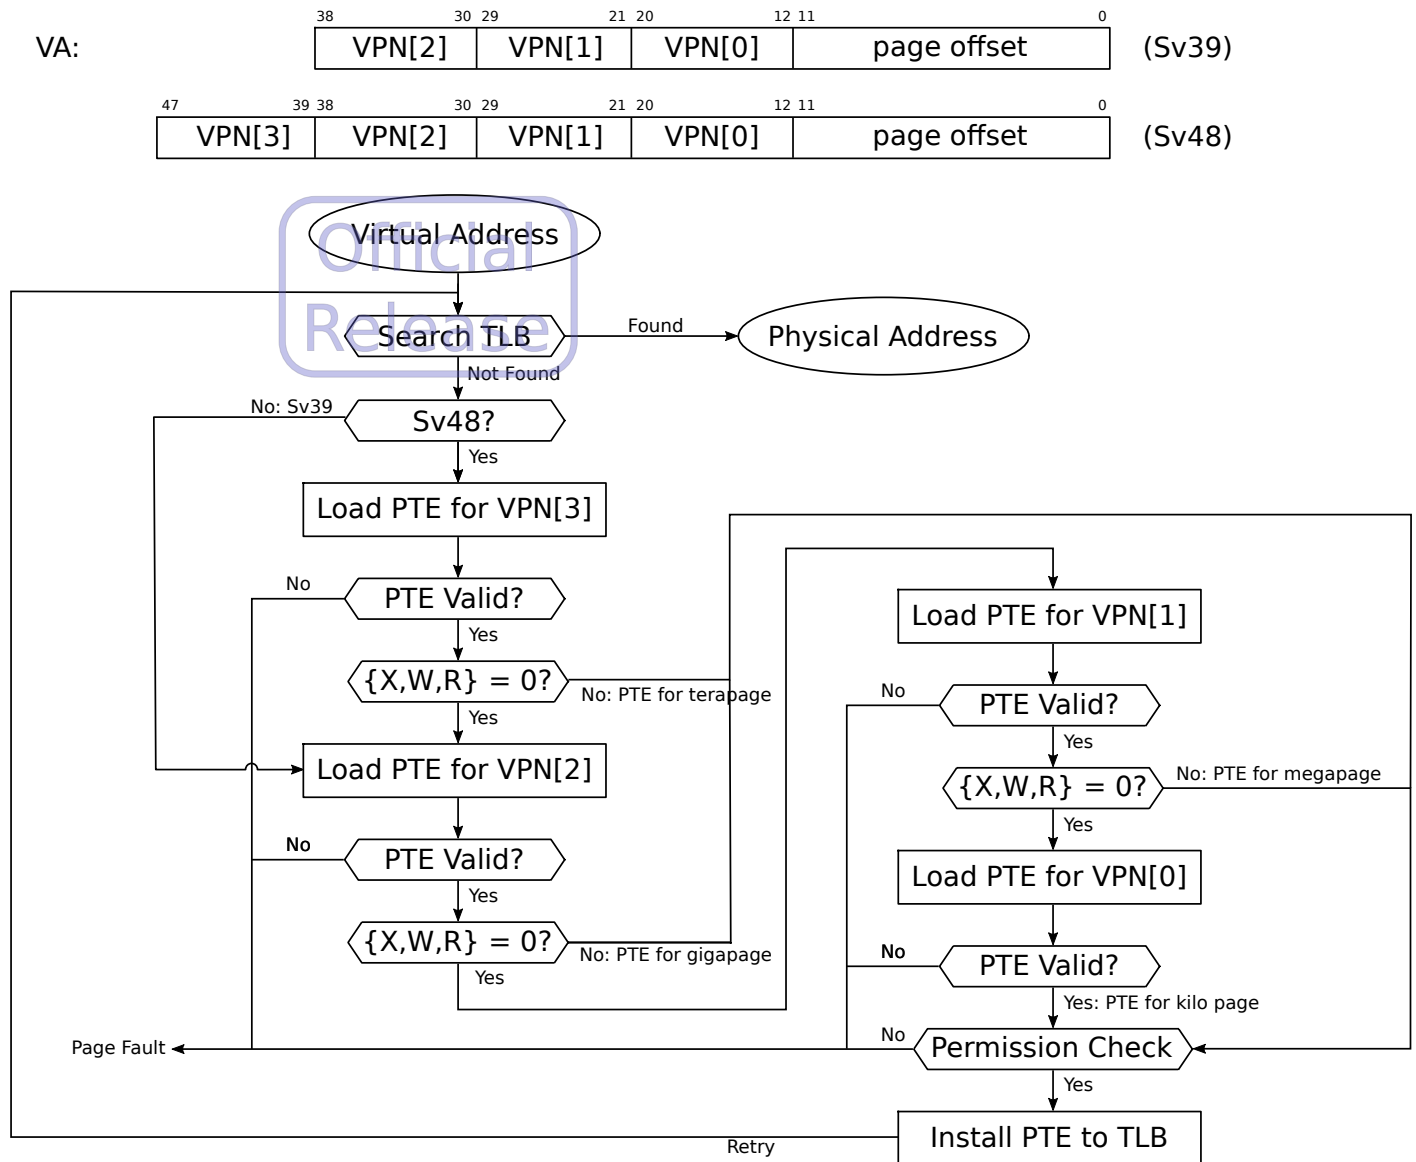 38 30 29 21 20 12 11 0
VA: VPN[2] VPN[1] VPN[0] page offset (Sv39)
47 39 38 30 29 21 20 12 11 0
VPN[3] VPN[2] VPN[1] VPN[0] page offset (Sv48)
Official
Release
Virtual Address
Search TLB
Found
Physical Address
Not Found
No: Sv39
Sv48?
Yes
Load PTE for VPN[3]
No
PTE Valid?
Yes
{X,W,R} = 0?
No: PTE for terapage
Yes
Load PTE for VPN[2]
No
PTE Valid?
Yes
{X,W,R} = 0?
No: PTE for gigapage
Yes
Load PTE for VPN[1]
No
PTE Valid?
Yes
{X,W,R} = 0?
No: PTE for megapage
Yes
Load PTE for VPN[0]
No
PTE Valid?
Yes: PTE for kilo page
No
Permission Check
Page Fault
Yes
Install PTE to TLB
Retry